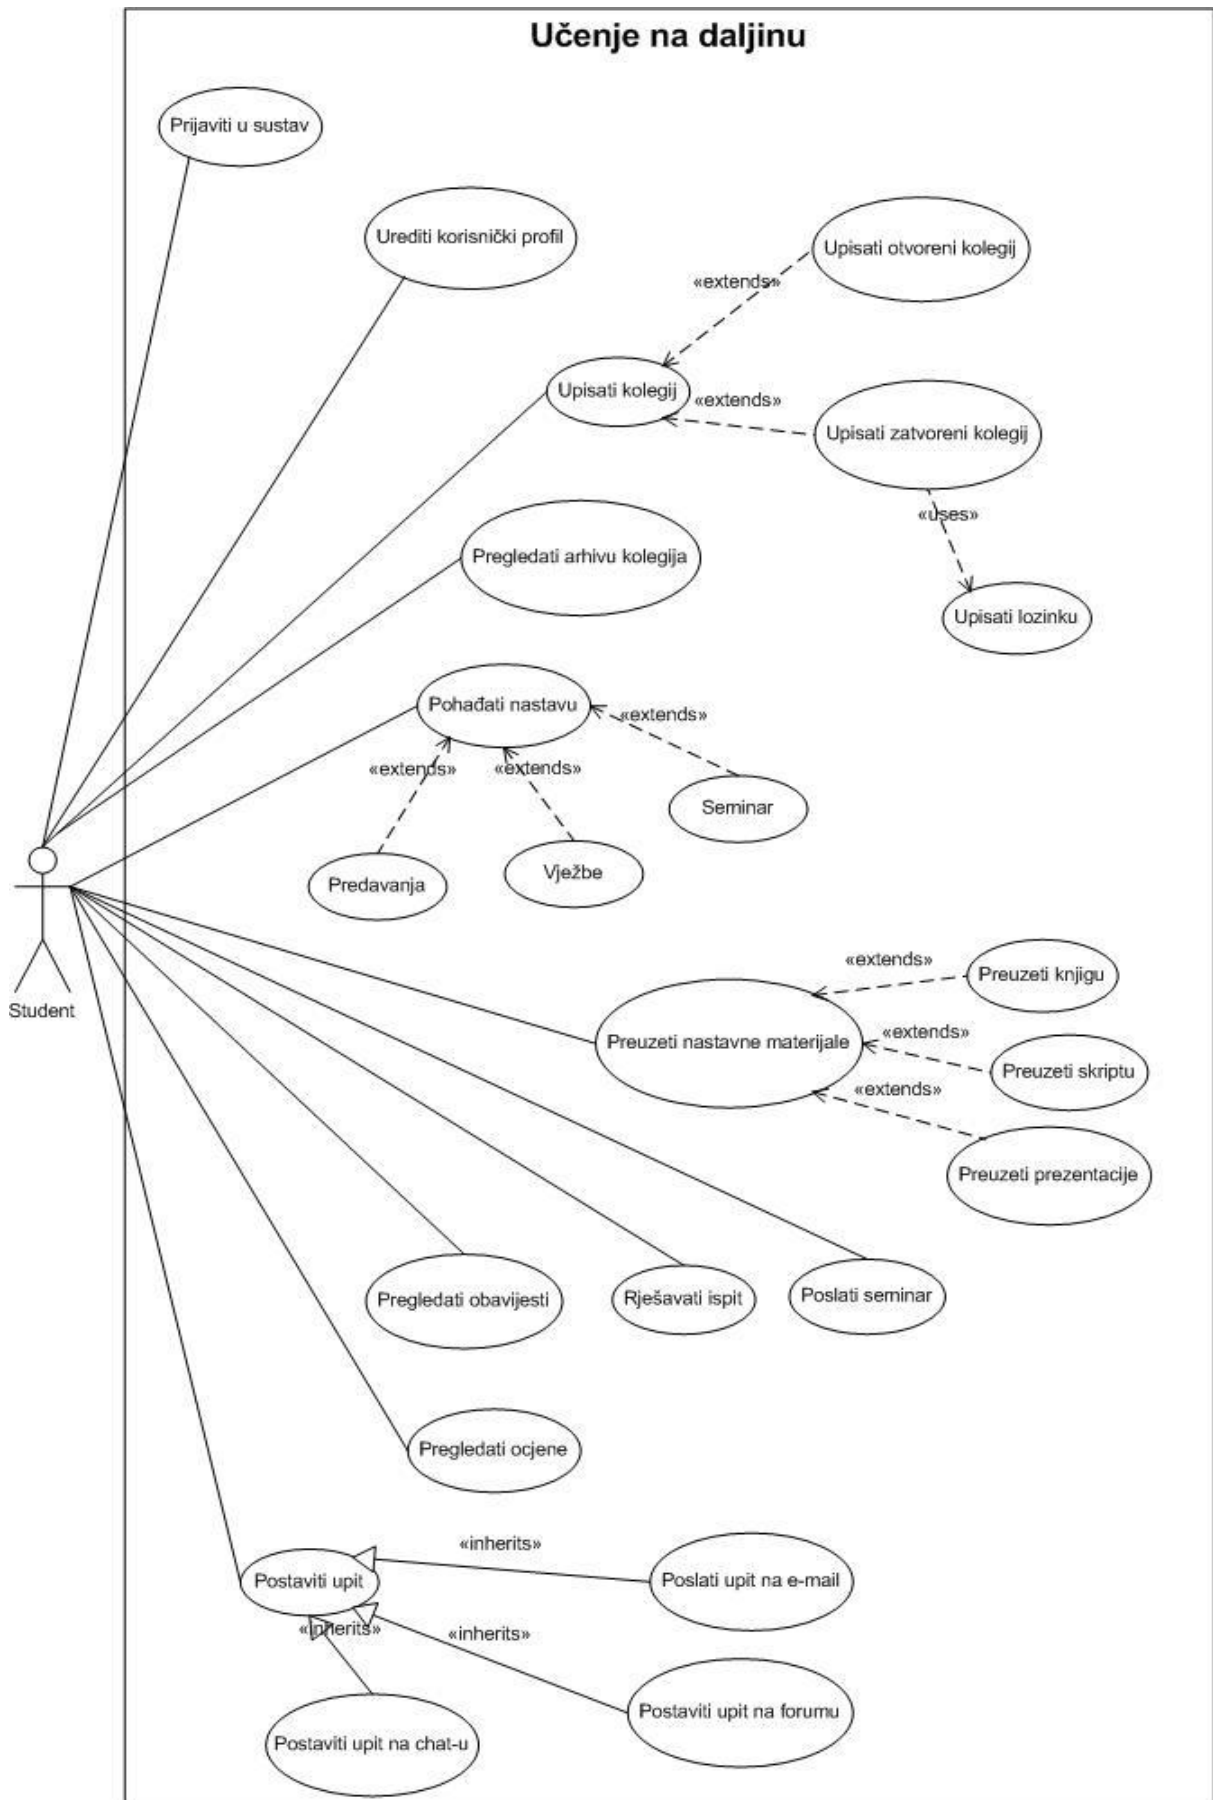 Učenje na daljinu
Prijaviti u sustav
Urediti korisnički profil
Upisati otvoreni kolegij
«extends»
Upisati kolegij
«extends»
Upisati zatvoreni kolegij
«uses»
Pregledati arhivu kolegija
Upisati lozinku
Pohađati nastavu
«extends»
«extends»
«extends»
Seminar
Predavanja
Vježbe
Student
«extends»
Preuzeti knjigu
Preuzeti nastavne materijale
«extends»
Preuzeti skriptu
«extends»
Preuzeti prezentacije
Pregledati obavijesti
Rješavati ispit
Poslati seminar
Pregledati ocjene
«inherits»
Postaviti upit
Poslati upit na e-mail
«inherits»
«inherits»
Postaviti upit na forumu
Postaviti upit na chat-u